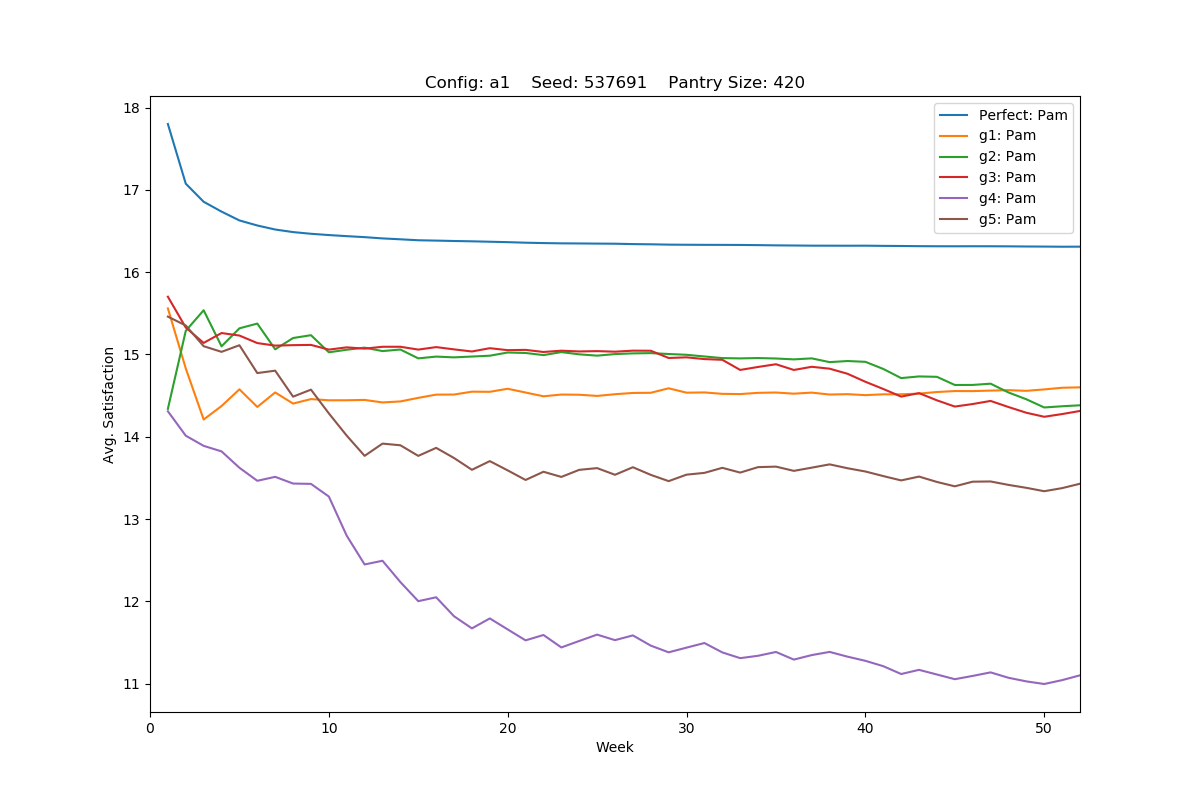 Config: a1    Seed: 537691    Pantry Size: 420
Avg. Satisfaction
18
17
16
15
14
13
12
11
Perfect: Pam
g1: Pam
g2: Pam
g3: Pam
g4: Pam
g5: Pam
0 10 20 30 40 50
Week